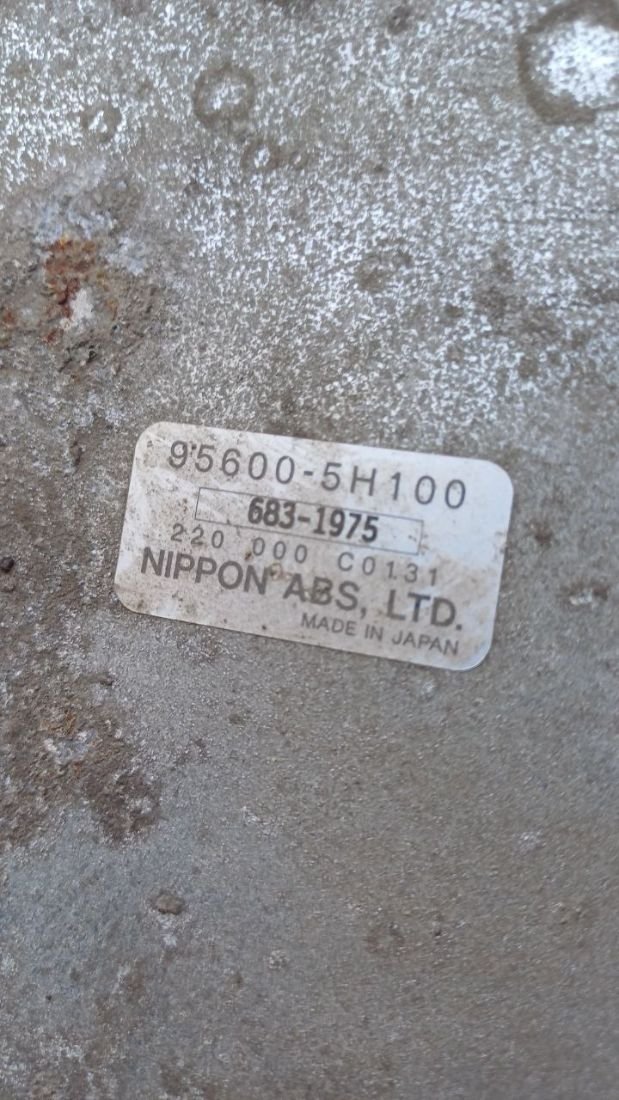 95600-5H100
683-1975
220 000 C0131
NIPPON ABS, LTD.
MADE IN JAPAN